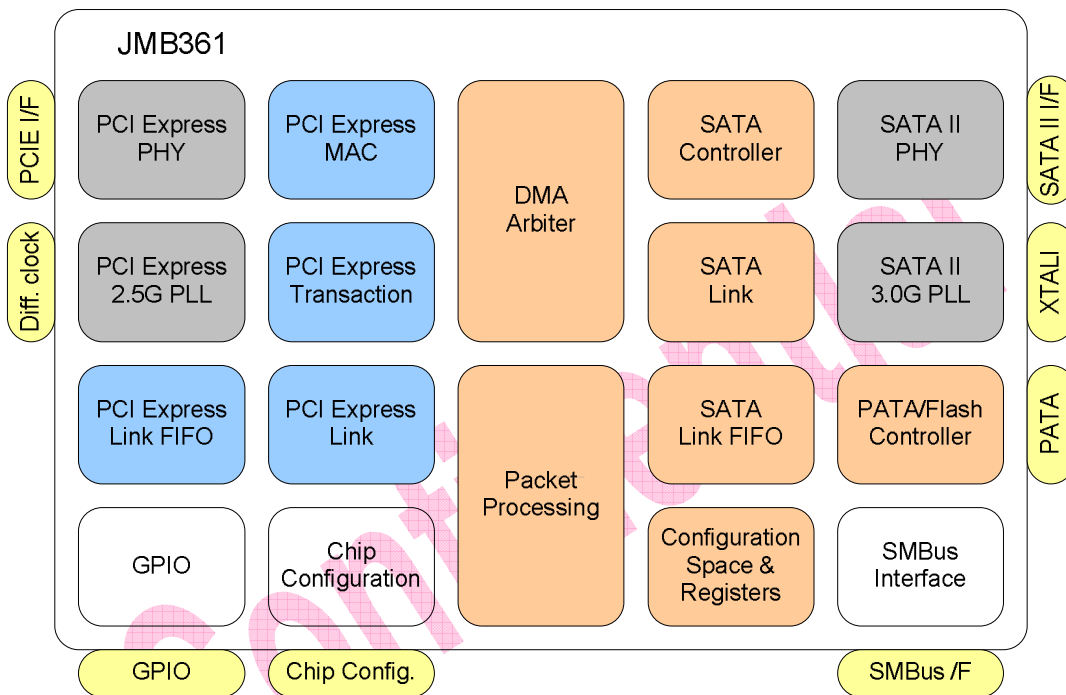 JMB361
PCIE I/F
PCI Express
PHY
PCI Express
MAC
DMA
Arbiter
SATA
Controller
SATA II
PHY
SATA II I/F
Diff. clock
PCI Express
2.5G PLL
PCI Express
Transaction
SATA
Link
SATA II
3.0G PLL
XTALI
PCI Express
Link FIFO
PCI Express
Link
Packet
Processing
SATA
Link FIFO
PATA/Flash
Controller
PATA
GPIO
Chip
Configuration
Configuration
Space &
Registers
SMBus
Interface
GPIO
Chip Config.
SMBus /F
Confidential